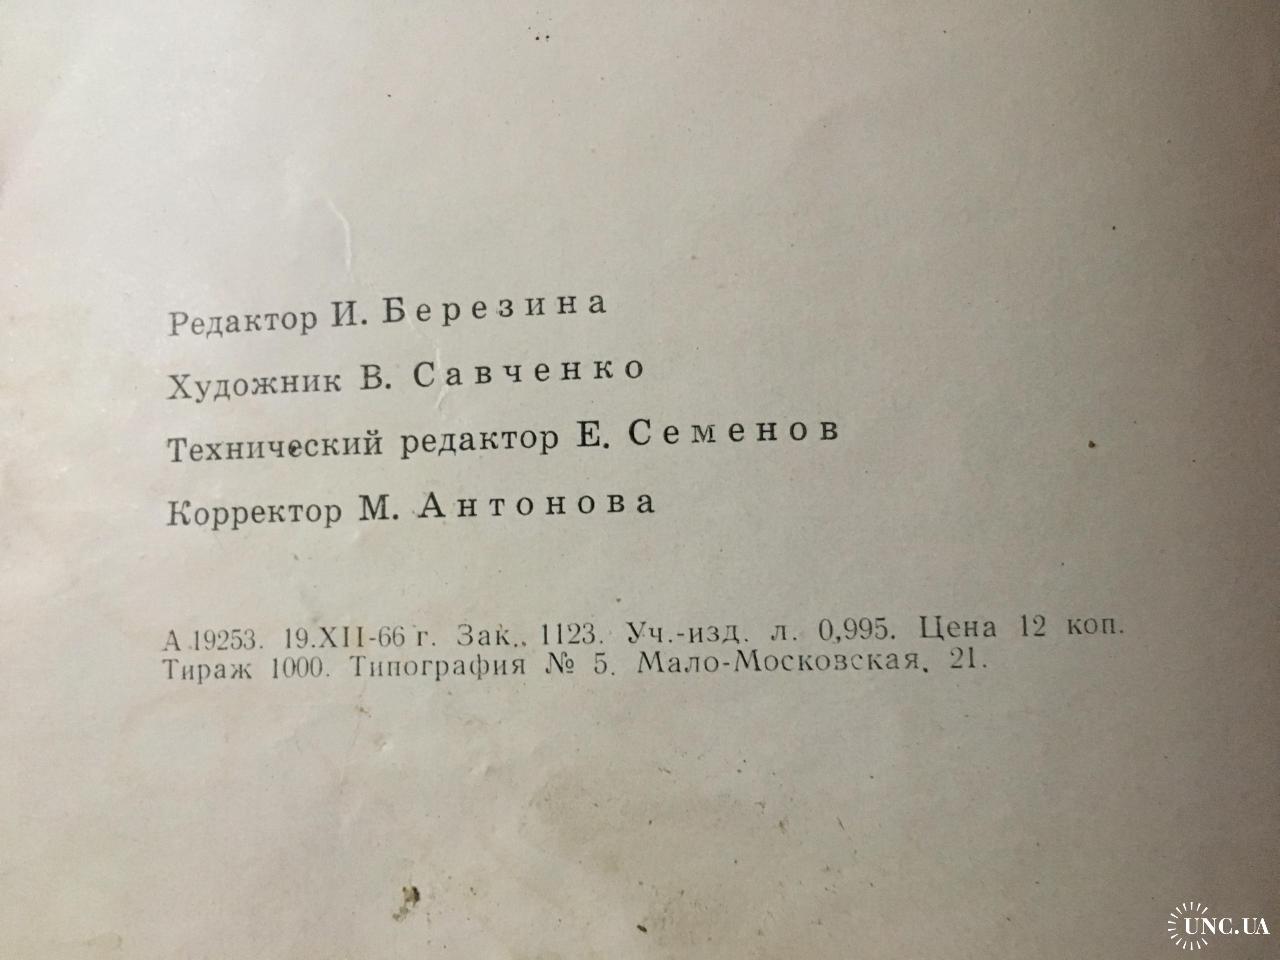 Редактор И. Березина
Художник В. Савченко
Технический редактор Е. Семенов
Корректор М. Антонова
А 19253. 19.XII-66 г. Зак. 1123. Уч.-изд. л. 0,995. Цена 12 коп.
Тираж 1000. Типография № 5. Мало-Московская, 21.
UNC.UA